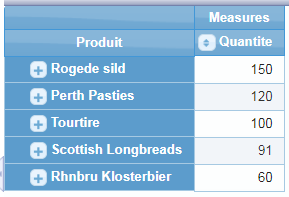 Measures
Produit Quantite
Rogede sild 150
Perth Pasties 120
Tourtire 100
Scottish Longbreads 91
Rhnbru Klosterbier 60